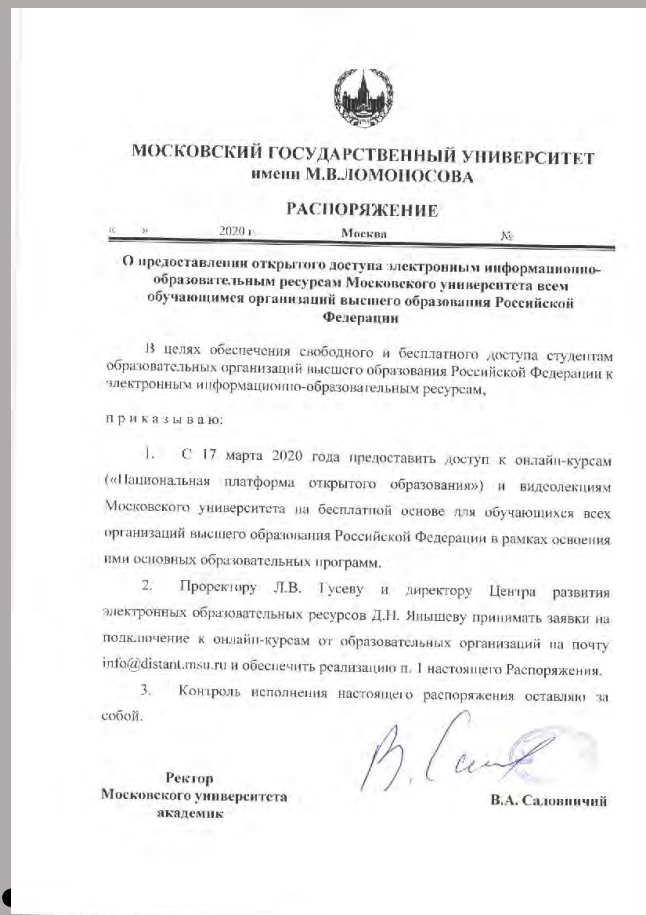 МОСКОВСКИЙ ГОСУДАРСТВЕННЫЙ УНИВЕРСИТЕТ
имени М.В.ЛОМОНОСОВА
РАСПОРЯЖЕНИЕ
« » 2020 г. Москва №
О предоставлении открытого доступа электронным информационно-
образовательным ресурсам Московского университета всем
обучающимся организаций высшего образования Российской
Федерации
В целях обеспечения свободного и бесплатного доступа студентам
образовательных организаций высшего образования Российской Федерации к
электронным информационно-образовательным ресурсам,
п р и к а з ы в а ю:
1. С 17 марта 2020 года предоставить доступ к онлайн-курсам
(«Национальная платформа открытого образования») и видеолекциям
Московского университета на бесплатной основе для обучающихся всех
организаций высшего образования Российской Федерации в рамках освоения
ими основных образовательных программ.
2. Проректору Л.В. Гусеву и директору Центра развития
электронных образовательных ресурсов Д.Н. Янышеву принимать заявки на
подключение к онлайн-курсам от образовательных организаций на почту
info@distant.msu.ru и обеспечить реализацию п. 1 настоящего Распоряжения.
3. Контроль исполнения настоящего распоряжения оставляю за
собой.
Ректор
Московского университета
академик
В.А. Садовничий